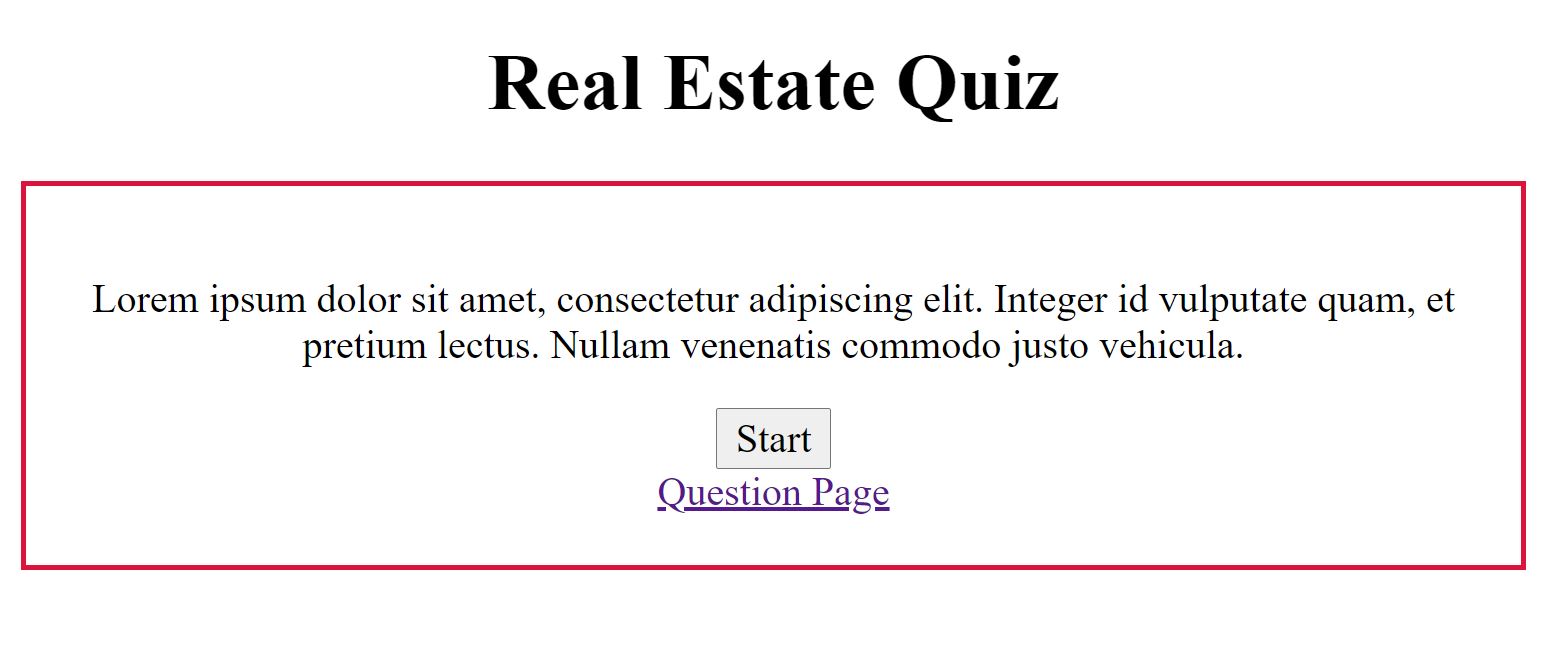 Real Estate Quiz
Lorem ipsum dolor sit amet, consectetur adipiscing elit. Integer id vulputate quam, et
pretium lectus. Nullam venenatis commodo justo vehicula.
Start
Question Page